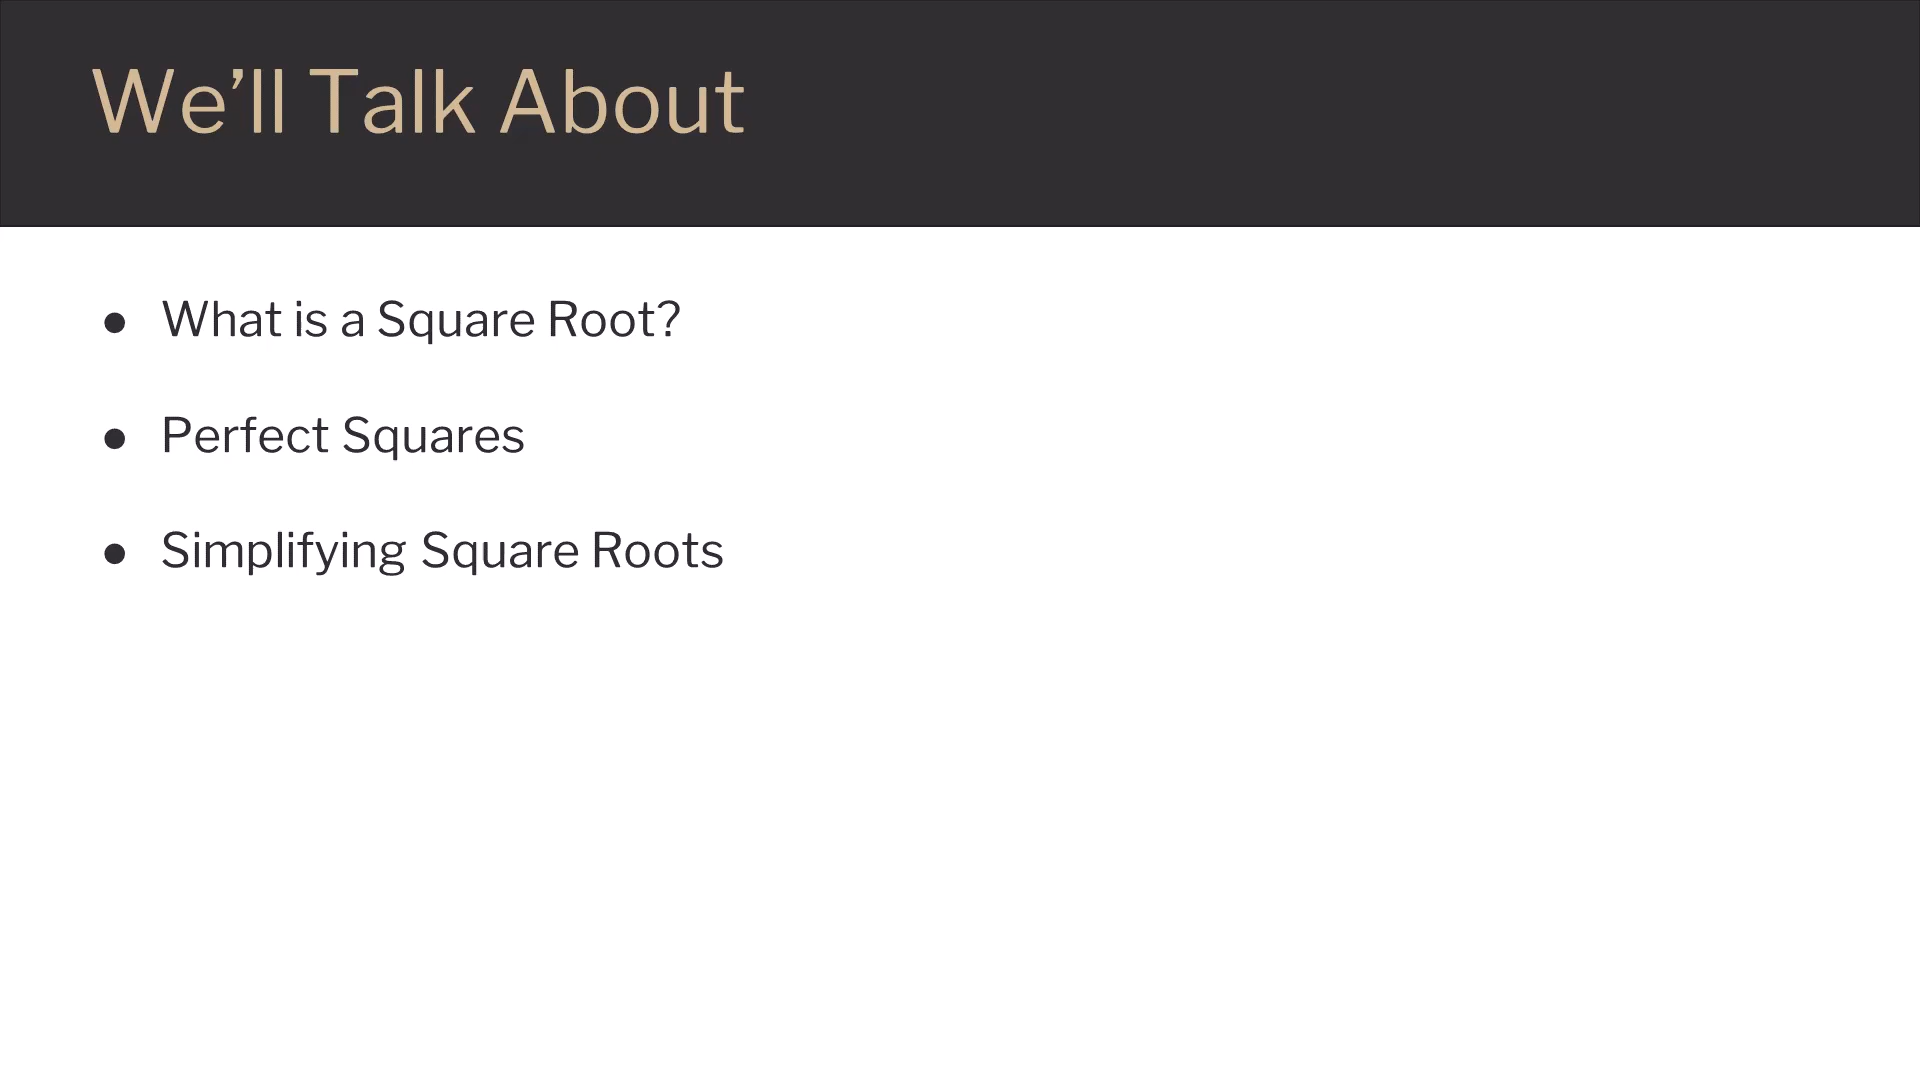 We’ll Talk About
● What is a Square Root?
● Perfect Squares
● Simplifying Square Roots